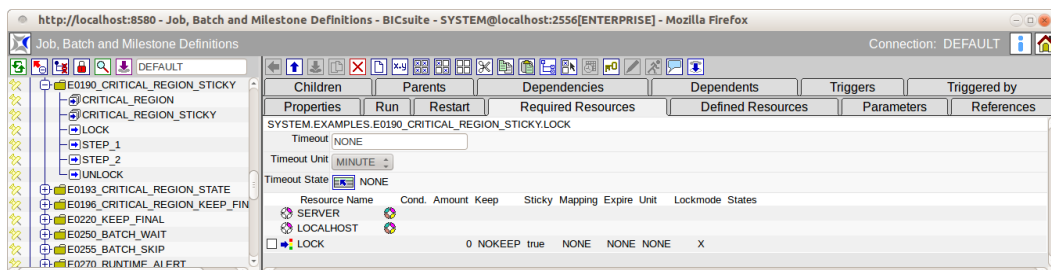 http://localhost:8580 - Job, Batch and Milestone Definitions - BICsuite - SYSTEM@localhost:2556[ENTERPRISE] - Mozilla Firefox
Job, Batch and Milestone Definitions
Connection: DEFAULT
DEFAULT
E0190_CRITICAL_REGION_STICKY
CRITICAL_REGION
CRITICAL_REGION_STICKY
LOCK
STEP_1
STEP_2
UNLOCK
E0193_CRITICAL_REGION_STATE
E0196_CRITICAL_REGION_KEEP_FIN
E0220_KEEP_FINAL
E0250_BATCH_WAIT
E0255_BATCH_SKIP
E0270_RUNTIME_ALERT
Children Parents Dependencies Dependents Triggers Triggered by
Properties Run Restart Required Resources Defined Resources Parameters References
SYSTEM.EXAMPLES.E0190_CRITICAL_REGION_STICKY.LOCK
Timeout NONE
Timeout Unit MINUTE
Timeout State NONE
Resource Name Cond. Amount Keep Sticky Mapping Expire Unit Lockmode States
SERVER
LOCALHOST
LOCK 0 NOKEEP true NONE NONE NONE X